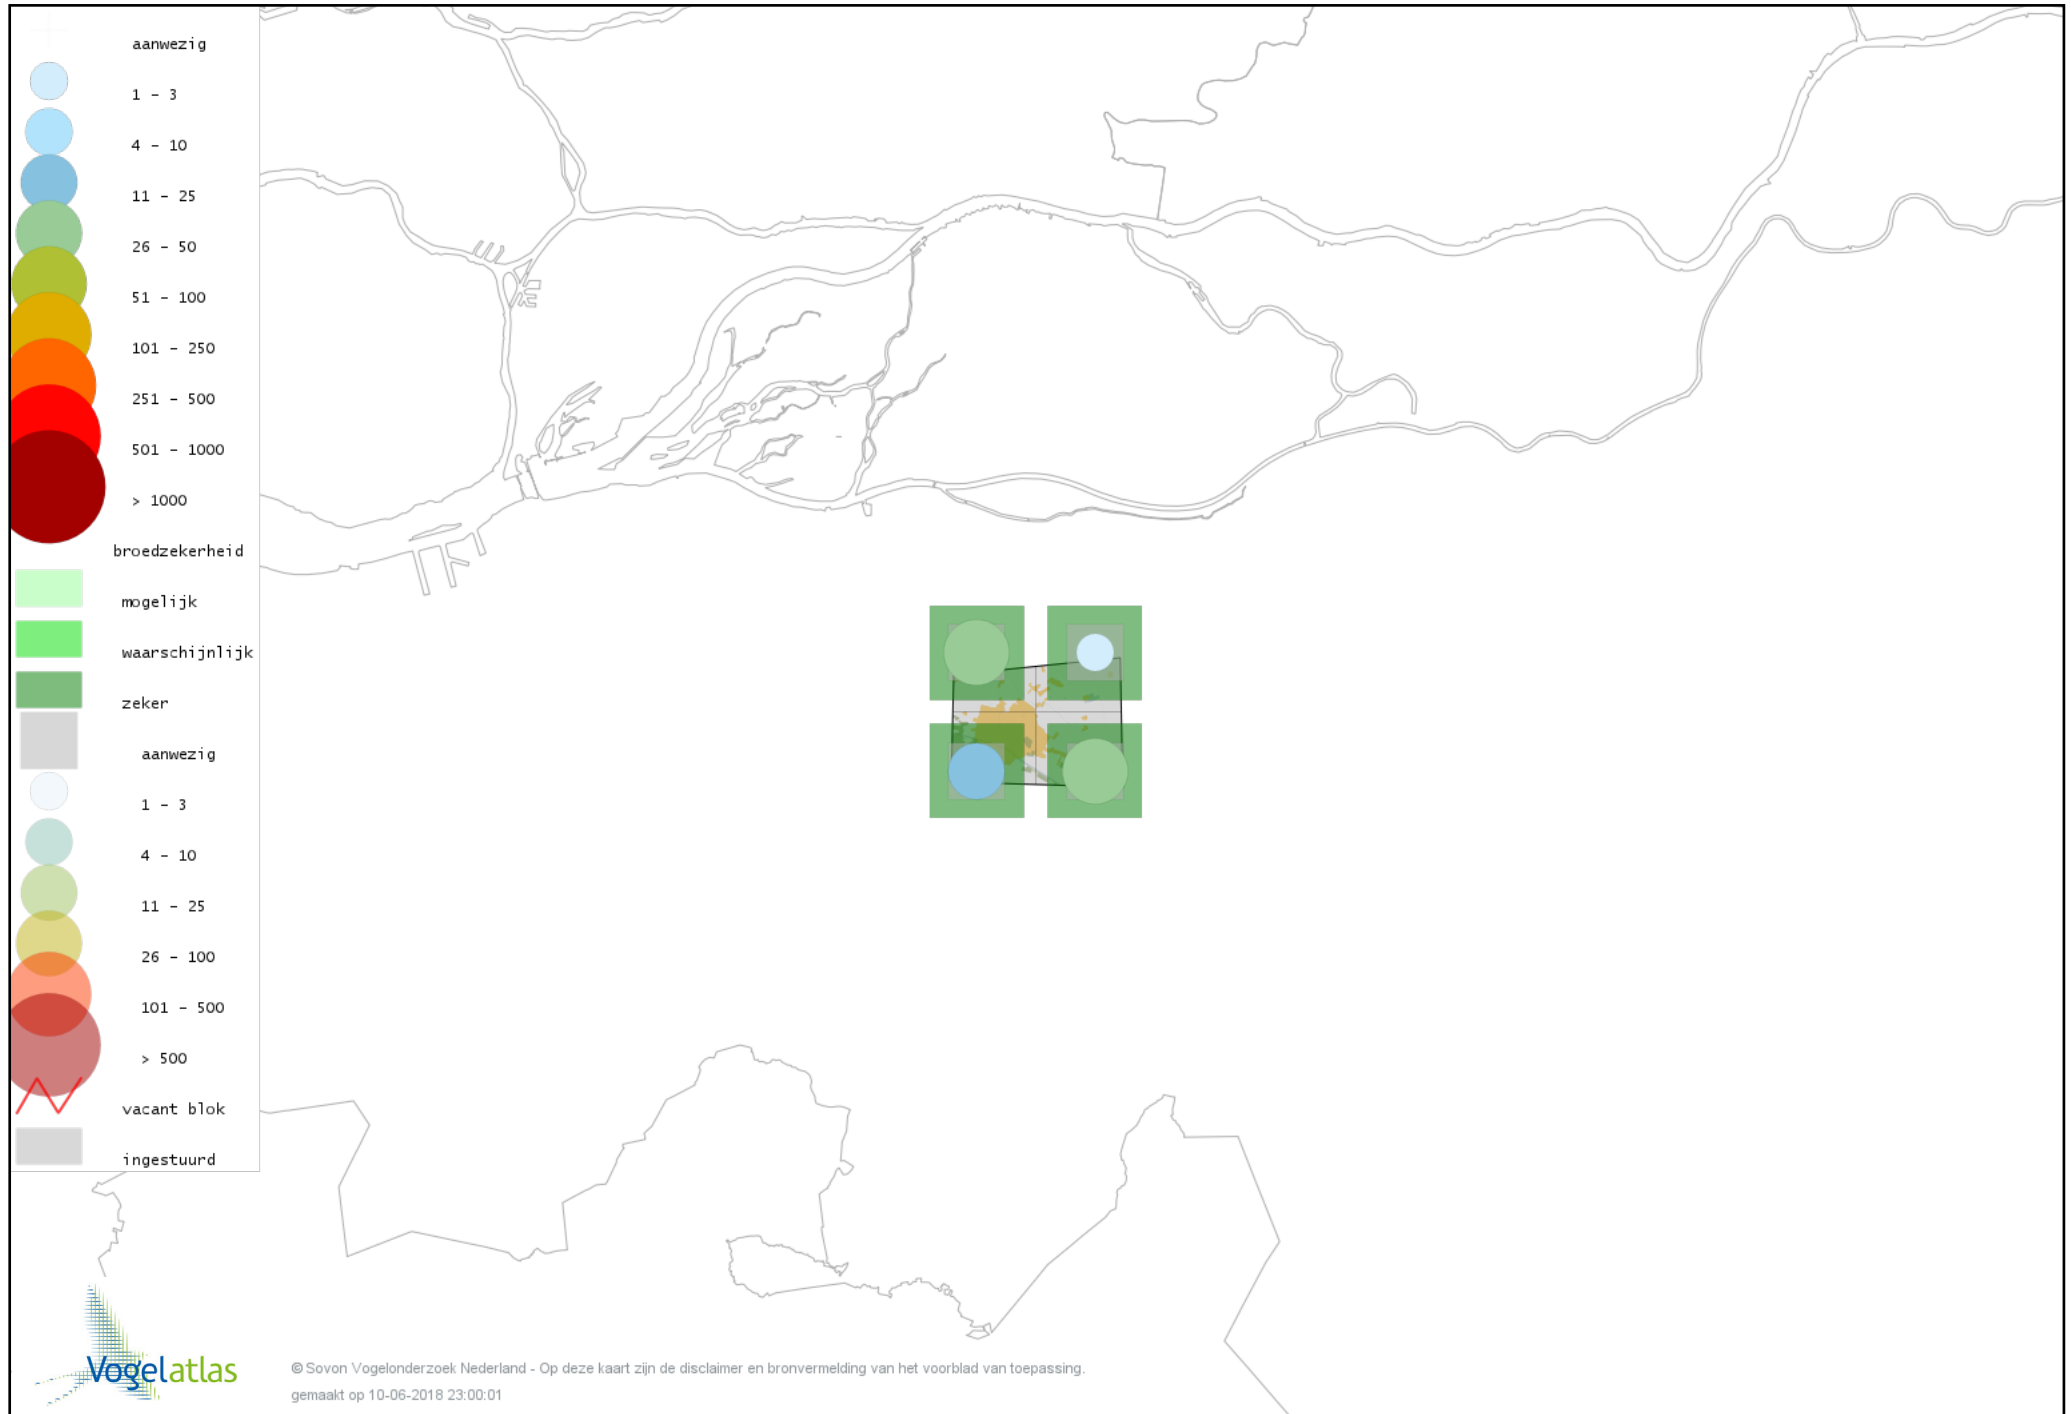 aanwezig
1 - 3
4 - 10
11 - 25
26 - 50
51 - 100
101 - 250
251 - 500
501 - 1000
> 1000
broedzekerheid
mogelijk
waarschijnlijk
zeker
aanwezig
1 - 3
4 - 10
11 - 25
26 - 100
101 - 500
> 500
vacant blok
ingestuurd
Vogelatlas
© Sovon Vogelonderzoek Nederland - Op deze kaart zijn de disclaimer en bronvermelding van het voorblad van toepassing.
gemaakt op 10-06-2018 23:00:01